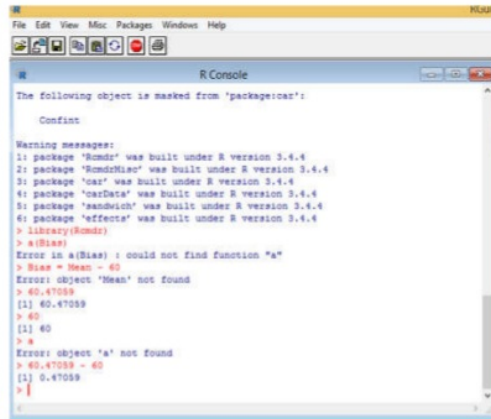 RGui
File Edit View Misc Packages Windows Help
R Console
The following object is masked from 'package:car':
Confint
Warning messages:
1: package 'Rcmdr' was built under R version 3.4.4
2: package 'RcmdrMisc' was built under R version 3.4.4
3: package 'car' was built under R version 3.4.4
4: package 'carData' was built under R version 3.4.4
5: package 'sandwich' was built under R version 3.4.4
6: package 'effects' was built under R version 3.4.4
> library(Rcmdr)
> a(Bias)
Error in a(Bias) : could not find function "a"
> Bias = Mean - 60
Error: object 'Mean' not found
> 60.47059
[1] 60.47059
> 60
[1] 60
> a
Error: object 'a' not found
> 60.47059 - 60
[1] 0.47059
>